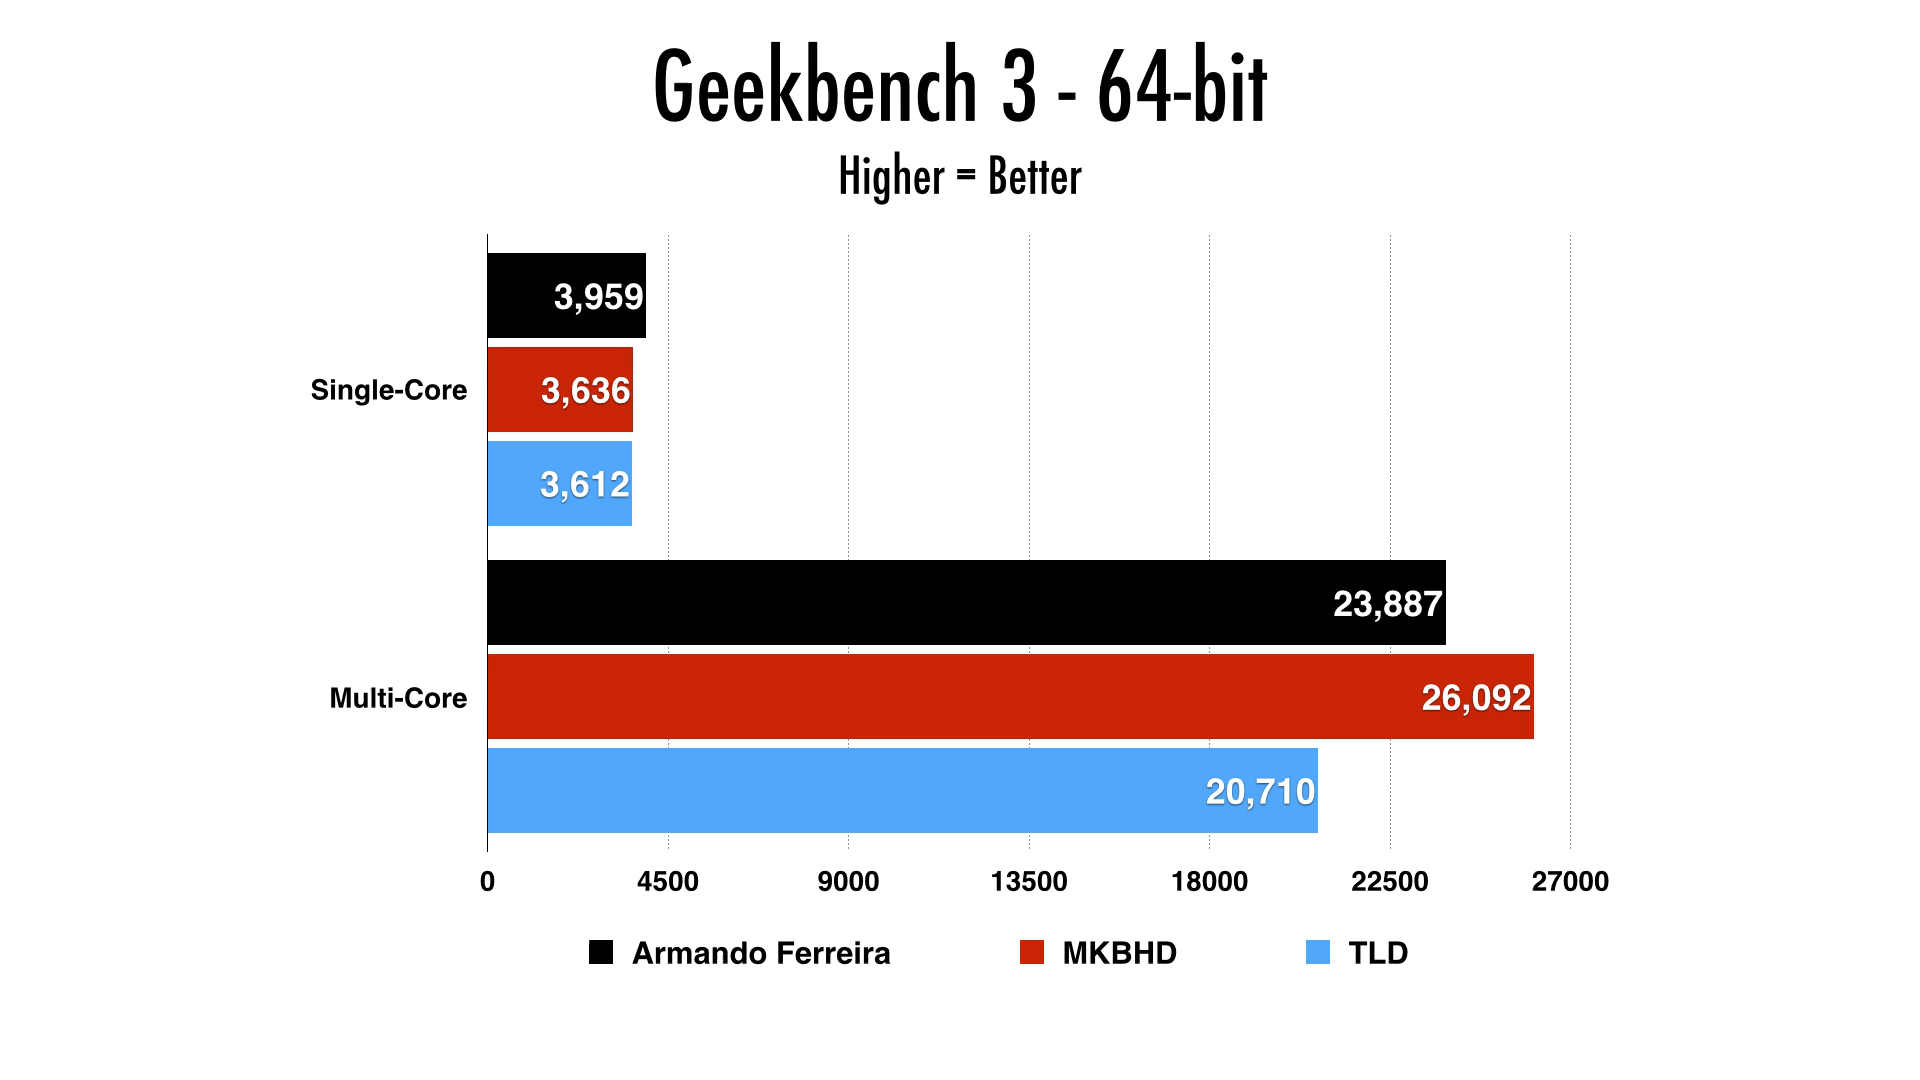 Geekbench 3 - 64-bit
Higher = Better
3,959
Single-Core
3,636
3,612
23,887
Multi-Core
26,092
20,710
0 4500 9000 13500 18000 22500 27000
Armando Ferreira MKBHD TLD